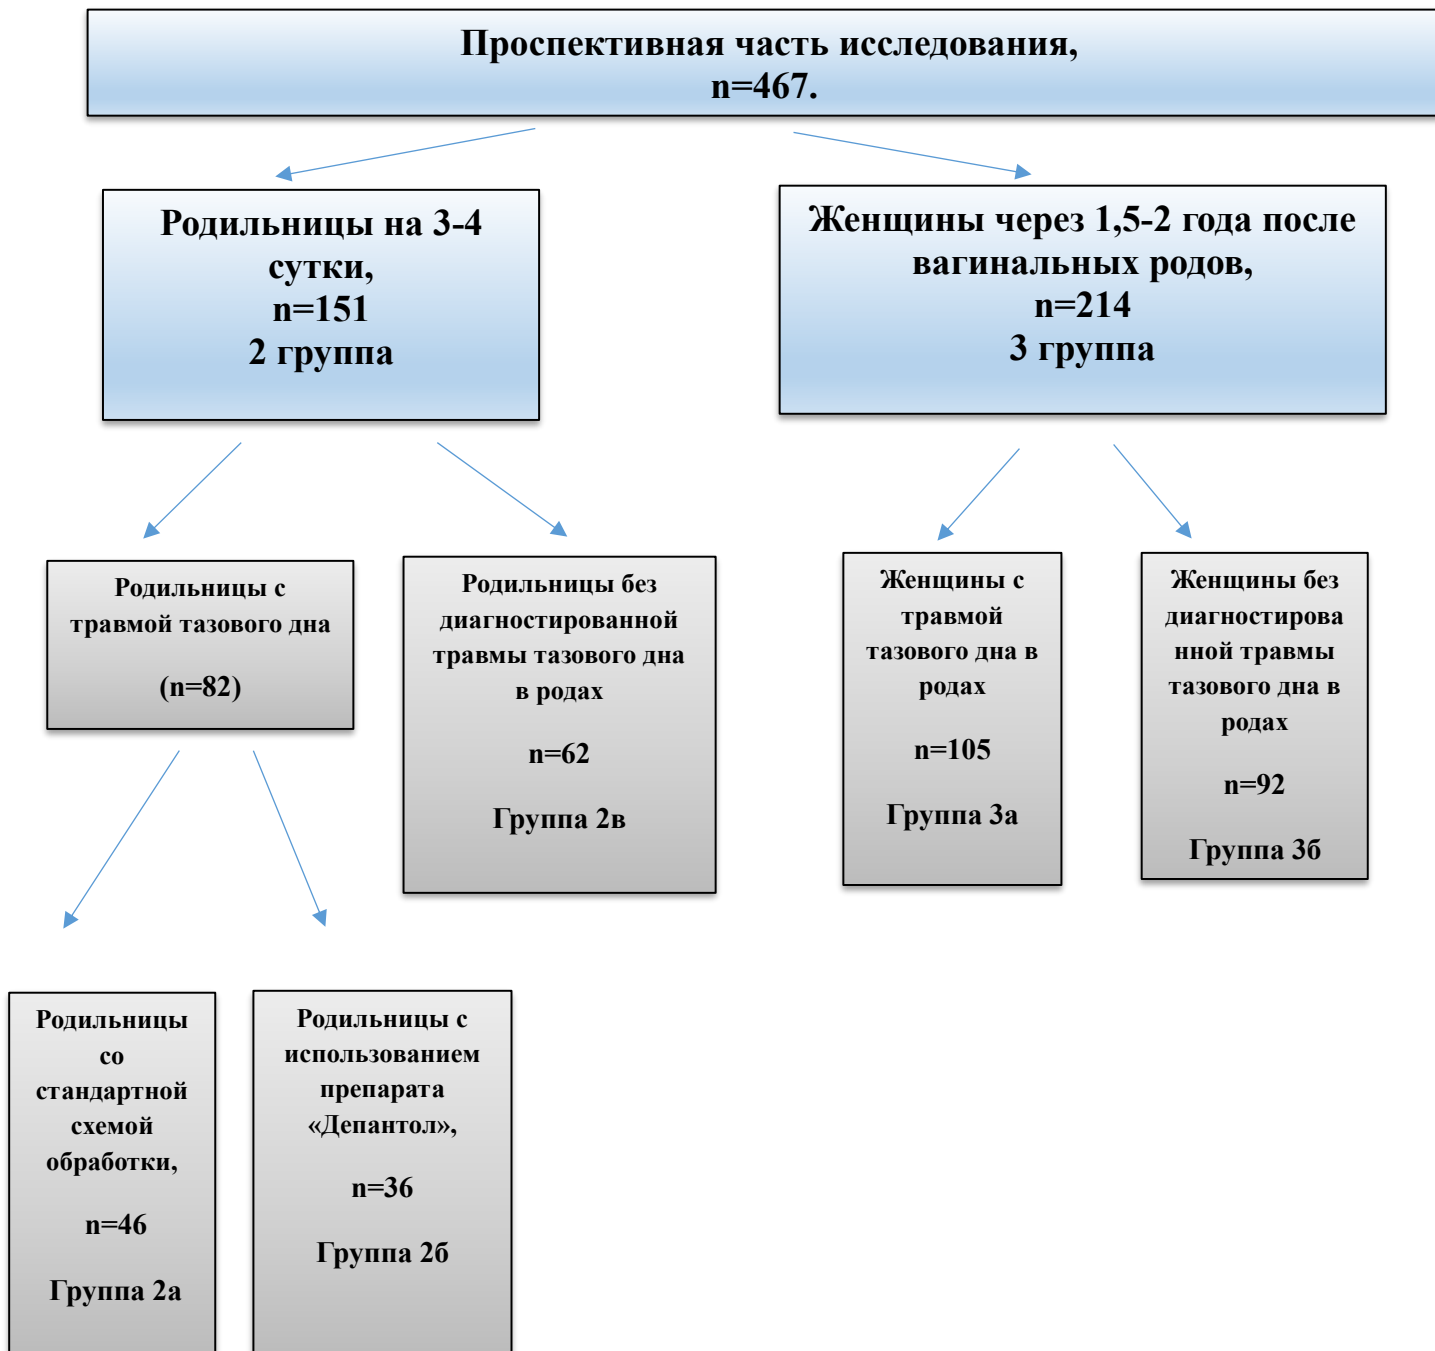 Проспективная часть исследования,
n=467.
Родильницы на 3-4
сутки,
n=151
2 группа
Женщины через 1,5-2 года после
вагинальных родов,
n=214
3 группа
Родильницы с
травмой тазового дна
(n=82)
Родильницы без
диагностированной
травмы тазового дна
в родах
n=62
Группа 2в
Женщины с
травмой
тазового дна в
родах
n=105
Группа 3а
Женщины без
диагностирова
нной травмы
тазового дна в
родах
n=92
Группа 3б
Родильницы
со
стандартной
схемой
обработки,
n=46
Группа 2а
Родильницы с
использованием
препарата
«Депантол»,
n=36
Группа 2б